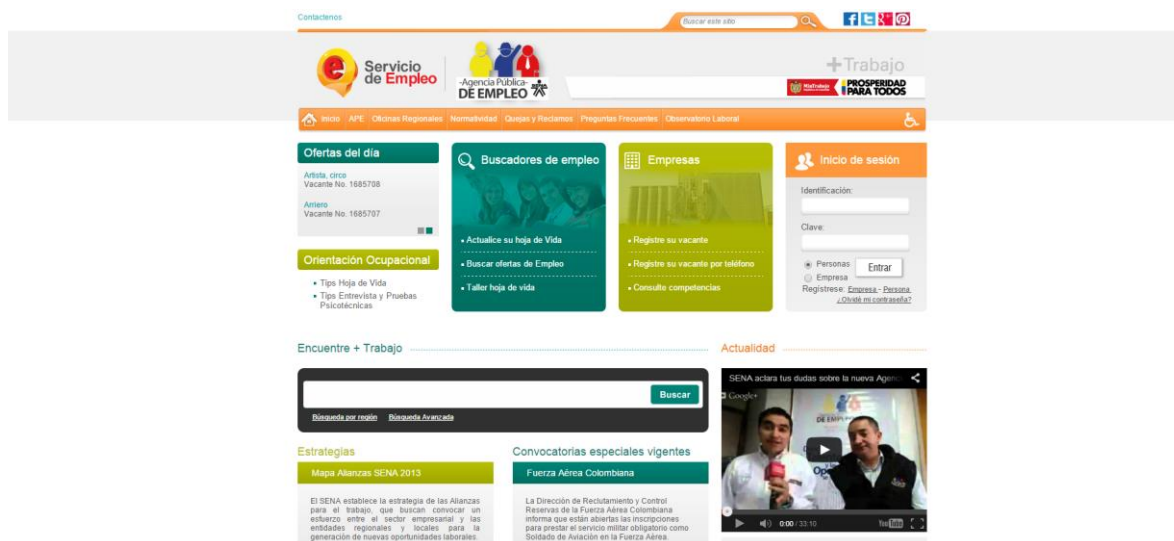 Contactenos
Buscar este sitio
Servicio
de Empleo
-Agencia Pública-
DE EMPLEO
+Trabajo
MinTrabajo
PROSPERIDAD
PARA TODOS
Inicio APE Oficinas Regionales Normatividad Quejas y Reclamos Preguntas Frecuentes Observatorio Laboral
Ofertas del día
Artista, circo
Vacante No. 1685708
Arriero
Vacante No. 1685707
Orientación Ocupacional
Tips Hoja de Vida
Tips Entrevista y Pruebas
Psicotécnicas
Buscadores de empleo
Actualice su hoja de Vida
Buscar ofertas de Empleo
Taller hoja de vida
Empresas
Registre su vacante
Registre su vacante por teléfono
Consulte competencias
Inicio de sesión
Identificación:
Clave:
Personas
Empresa
Entrar
Regístrese: Empresa - Persona
¿Olvidé mi contraseña?
Encuentre + Trabajo
Buscar
Búsqueda por región Búsqueda Avanzada
Estrategias
Mapa Alianzas SENA 2013
El SENA establece la estrategia de las Alianzas
para el trabajo, que buscan convocar un
esfuerzo entre el sector empresarial y las
entidades regionales y locales para la
generación de nuevas oportunidades laborales.
Convocatorias especiales vigentes
Fuerza Aérea Colombiana
La Dirección de Reclutamiento y Control
Reservas de la Fuerza Aérea Colombiana
informa que están abiertas las inscripciones
para prestar el servicio militar obligatorio como
Soldado de Aviación en la Fuerza Aérea.
Actualidad
SENA aclara tus dudas sobre la nueva Agenc
Google+
0:00 / 33:10
YouTube